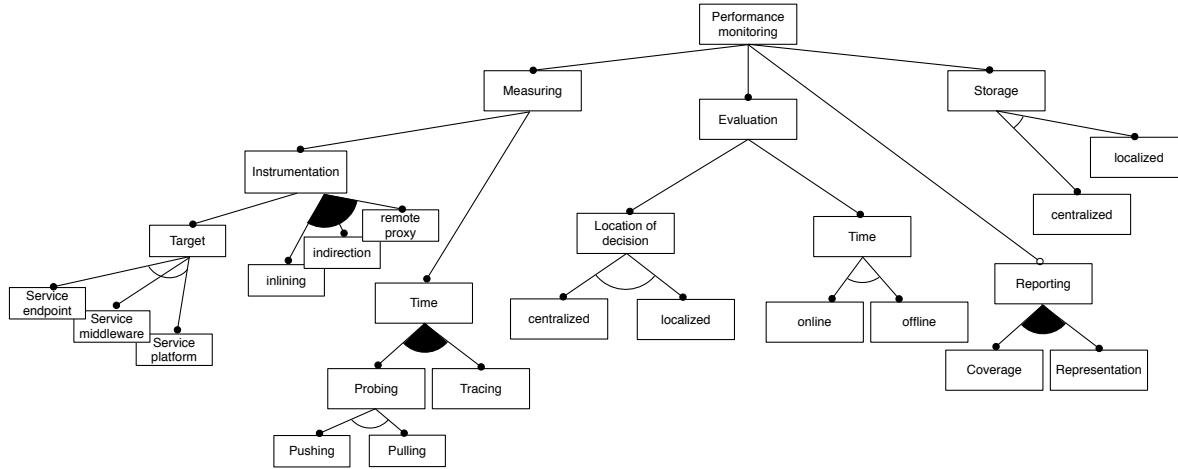 Performance
monitoring
Measuring
Storage
Evaluation
localized
Instrumentation
centralized
remote
proxy
Target
indirection
inlining
Location of
decision
Time
Service
endpoint
Service
middleware
Service
platform
Time
centralized
localized
online
offline
Reporting
Probing
Tracing
Coverage
Representation
Pushing
Pulling